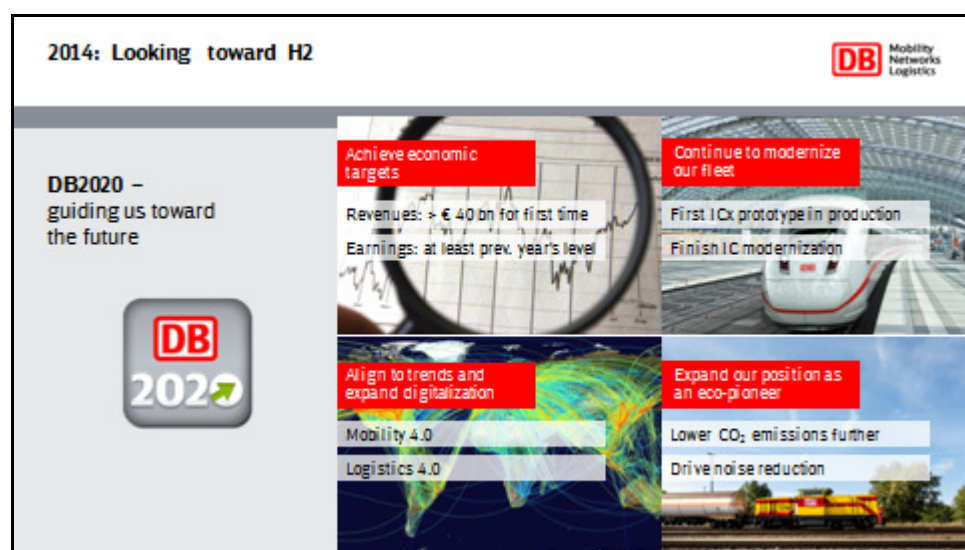 2014: Looking toward H2
DB
Mobility
Networks
Logistics
DB2020 –
guiding us toward
the future
DB
2020
Achieve economic
targets
Revenues: > € 40 bn for first time
Earnings: at least prev. year's level
Continue to modernize
our fleet
First ICx prototype in production
Finish IC modernization
Align to trends and
expand digitalization
Mobility 4.0
Logistics 4.0
Expand our position as
an eco-pioneer
Lower CO₂ emissions further
Drive noise reduction